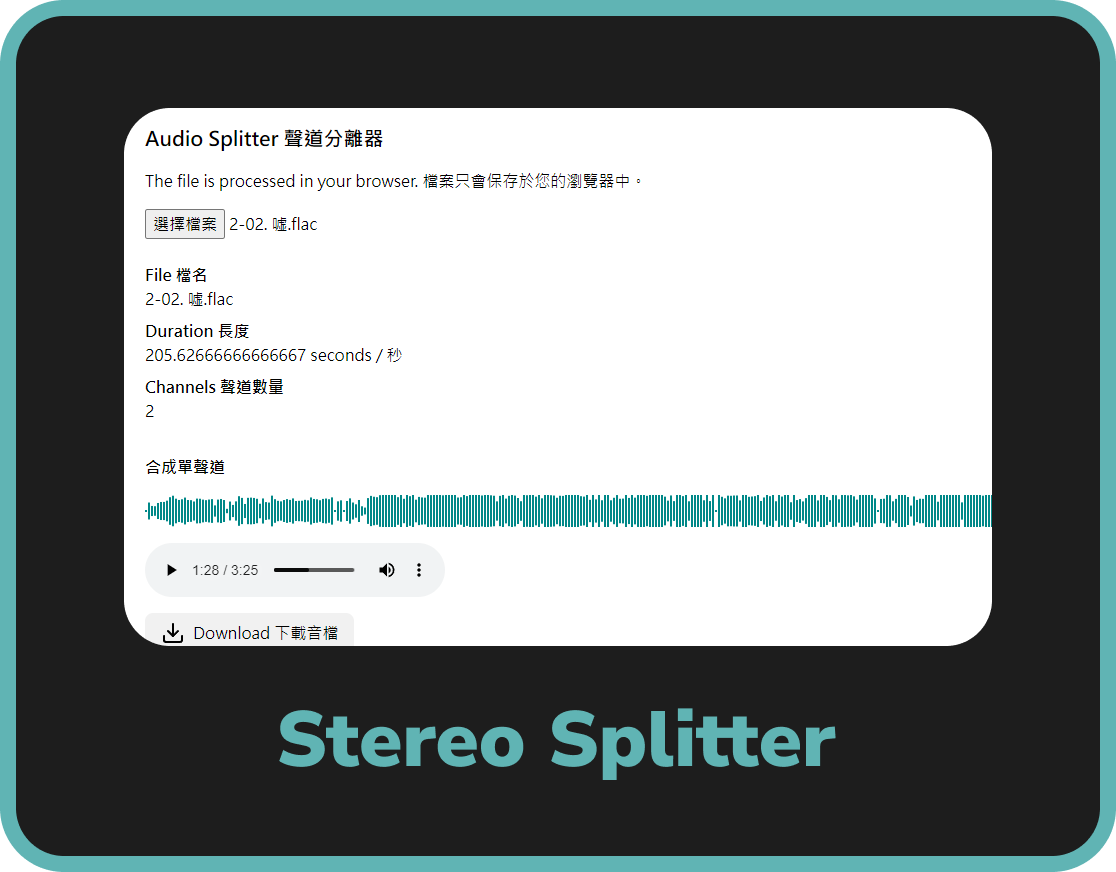 Audio Splitter 聲道分離器
The file is processed in your browser. 檔案只會保存於您的瀏覽器中。
選擇檔案 2-02. 噓.flac
File 檔名
2-02. 噓.flac
Duration 長度
205.62666666666667 seconds / 秒
Channels 聲道數量
2
合成單聲道
1:28 / 3:25
Download 下載音檔
Stereo Splitter